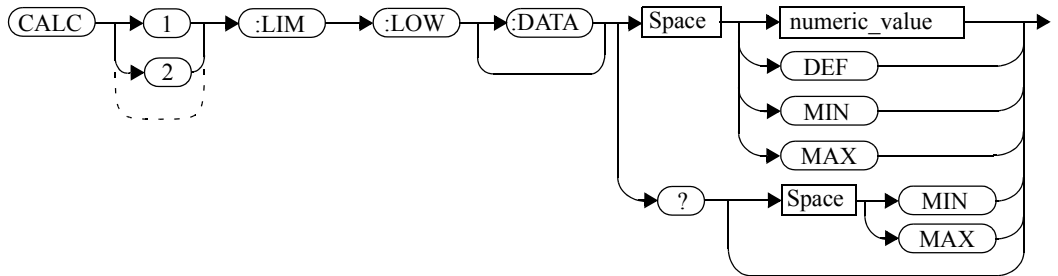 CALC 1 :LIM :LOW :DATA Space numeric_value
2 DEF
MIN
MAX
? Space MIN
MAX